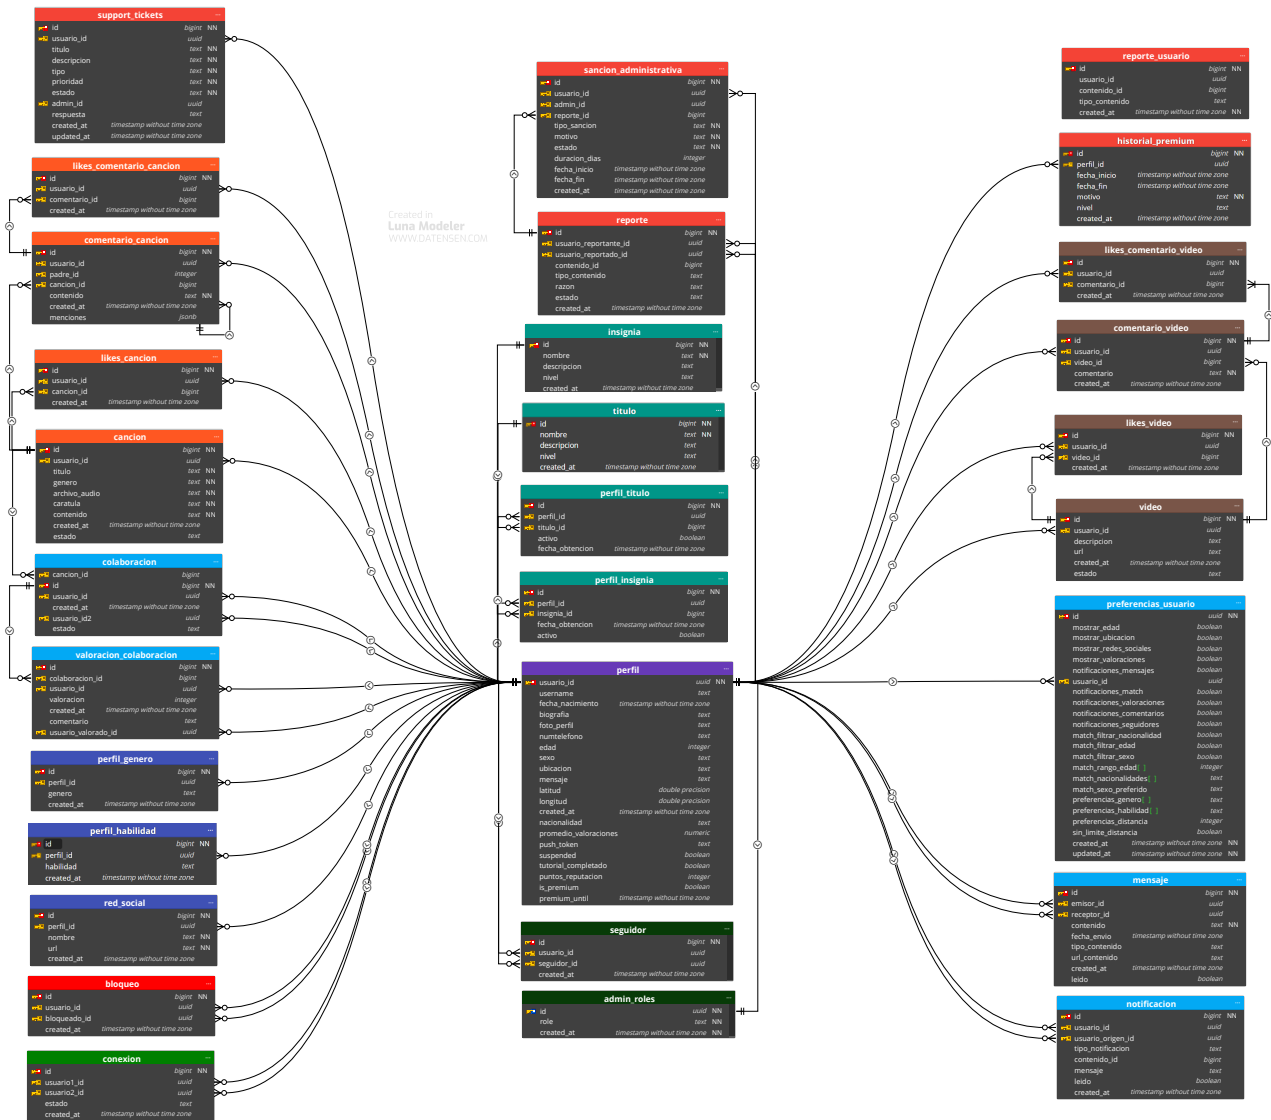 support_tickets
id bigint NN
usuario_id uuid
titulo text NN
descripcion text NN
tipo text NN
prioridad text NN
estado text NN
admin_id uuid
respuesta text
created_at timestamp without time zone
updated_at timestamp without time zone
likes_comentario_cancion
id bigint NN
usuario_id uuid
comentario_id bigint
created_at timestamp without time zone
comentario_cancion
id bigint NN
usuario_id uuid
padre_id integer
cancion_id bigint
contenido text NN
created_at timestamp without time zone
menciones jsonb
likes_cancion
id bigint NN
usuario_id uuid
cancion_id bigint
created_at timestamp without time zone
cancion
id bigint NN
usuario_id uuid NN
titulo text NN
genero text NN
archivo_audio text NN
caratula text NN
contenido text NN
created_at timestamp without time zone
estado text
colaboracion
cancion_id bigint
id bigint NN
usuario_id uuid
created_at timestamp without time zone
usuario_id2 uuid
estado text
valoracion_colaboracion
id bigint NN
colaboracion_id bigint
usuario_id uuid
valoracion integer
created_at timestamp without time zone
comentario text
usuario_valorado_id uuid
perfil_genero
id bigint NN
perfil_id uuid
genero text
created_at timestamp without time zone
perfil_habilidad
id bigint NN
perfil_id uuid
habilidad text
created_at timestamp without time zone
red_social
id bigint NN
perfil_id uuid
nombre text NN
url text NN
created_at timestamp without time zone
bloqueo
id bigint NN
usuario_id uuid
bloqueado_id uuid
created_at timestamp without time zone
conexion
id bigint NN
usuario1_id uuid
usuario2_id uuid
estado text
created_at timestamp without time zone
Created in
Luna Modeler
WWW.DATENSEN.COM
sancion_administrativa
id bigint NN
usuario_id uuid
admin_id uuid
reporte_id bigint
tipo_sancion text NN
motivo text NN
estado text NN
duracion_dias integer
fecha_inicio timestamp without time zone
fecha_fin timestamp without time zone
created_at timestamp without time zone
reporte
id bigint NN
usuario_reportante_id uuid
usuario_reportado_id uuid
contenido_id bigint
tipo_contenido text
razon text
estado text
created_at timestamp without time zone
insignia
id bigint NN
nombre text NN
descripcion text
nivel text
created_at timestamp without time zone
titulo
id bigint NN
nombre text NN
descripcion text
nivel text
created_at timestamp without time zone
perfil_titulo
id bigint NN
perfil_id uuid
titulo_id bigint
activo boolean
fecha_obtencion timestamp without time zone
perfil_insignia
id bigint NN
perfil_id uuid
insignia_id bigint
fecha_obtencion timestamp without time zone
activo boolean
perfil
usuario_id uuid NN
username text
fecha_nacimiento timestamp without time zone
biografia text
foto_perfil text
numtelefono text
edad integer
sexo text
ubicacion text
mensaje text
latitud double precision
longitud double precision
created_at timestamp without time zone
nacionalidad text
promedio_valoraciones numeric
push_token text
suspended boolean
tutorial_completado boolean
puntos_reputacion integer
is_premium boolean
premium_until timestamp without time zone
seguidor
id bigint NN
usuario_id uuid
seguidor_id uuid
created_at timestamp without time zone
admin_roles
id uuid NN
role text NN
created_at timestamp without time zone NN
reporte_usuario
id bigint NN
usuario_id uuid
contenido_id bigint
tipo_contenido text
created_at timestamp without time zone NN
historial_premium
id bigint NN
perfil_id uuid
fecha_inicio timestamp without time zone
fecha_fin timestamp without time zone
motivo text NN
nivel text
created_at timestamp without time zone
likes_comentario_video
id bigint NN
usuario_id uuid
comentario_id bigint
created_at timestamp without time zone
comentario_video
id bigint NN
usuario_id uuid
video_id bigint
comentario text NN
created_at timestamp without time zone
likes_video
id bigint NN
usuario_id uuid
video_id bigint
created_at timestamp without time zone
video
id bigint NN
usuario_id uuid
descripcion text
url text
created_at timestamp without time zone
estado text
preferencias_usuario
id uuid NN
mostrar_edad boolean
mostrar_ubicacion boolean
mostrar_redes_sociales boolean
mostrar_valoraciones boolean
notificaciones_mensajes boolean
usuario_id uuid
notificaciones_match boolean
notificaciones_valoraciones boolean
notificaciones_comentarios boolean
notificaciones_seguidores boolean
match_filtrar_nacionalidad boolean
match_filtrar_edad boolean
match_filtrar_sexo boolean
match_rango_edad[ ] integer
match_nacionalidades[ ] text
match_sexo_preferido text
preferencias_genero[ ] text
preferencias_habilidad[ ] text
preferencias_distancia integer
sin_limite_distancia boolean
created_at timestamp without time zone NN
updated_at timestamp without time zone NN
mensaje
id bigint NN
emisor_id uuid
receptor_id uuid
contenido text NN
fecha_envio timestamp without time zone
tipo_contenido text
url_contenido text
created_at timestamp without time zone
leido boolean
notificacion
id bigint NN
usuario_id uuid
usuario_origen_id uuid
tipo_notificacion text
contenido_id bigint
mensaje text
leido boolean
created_at timestamp without time zone